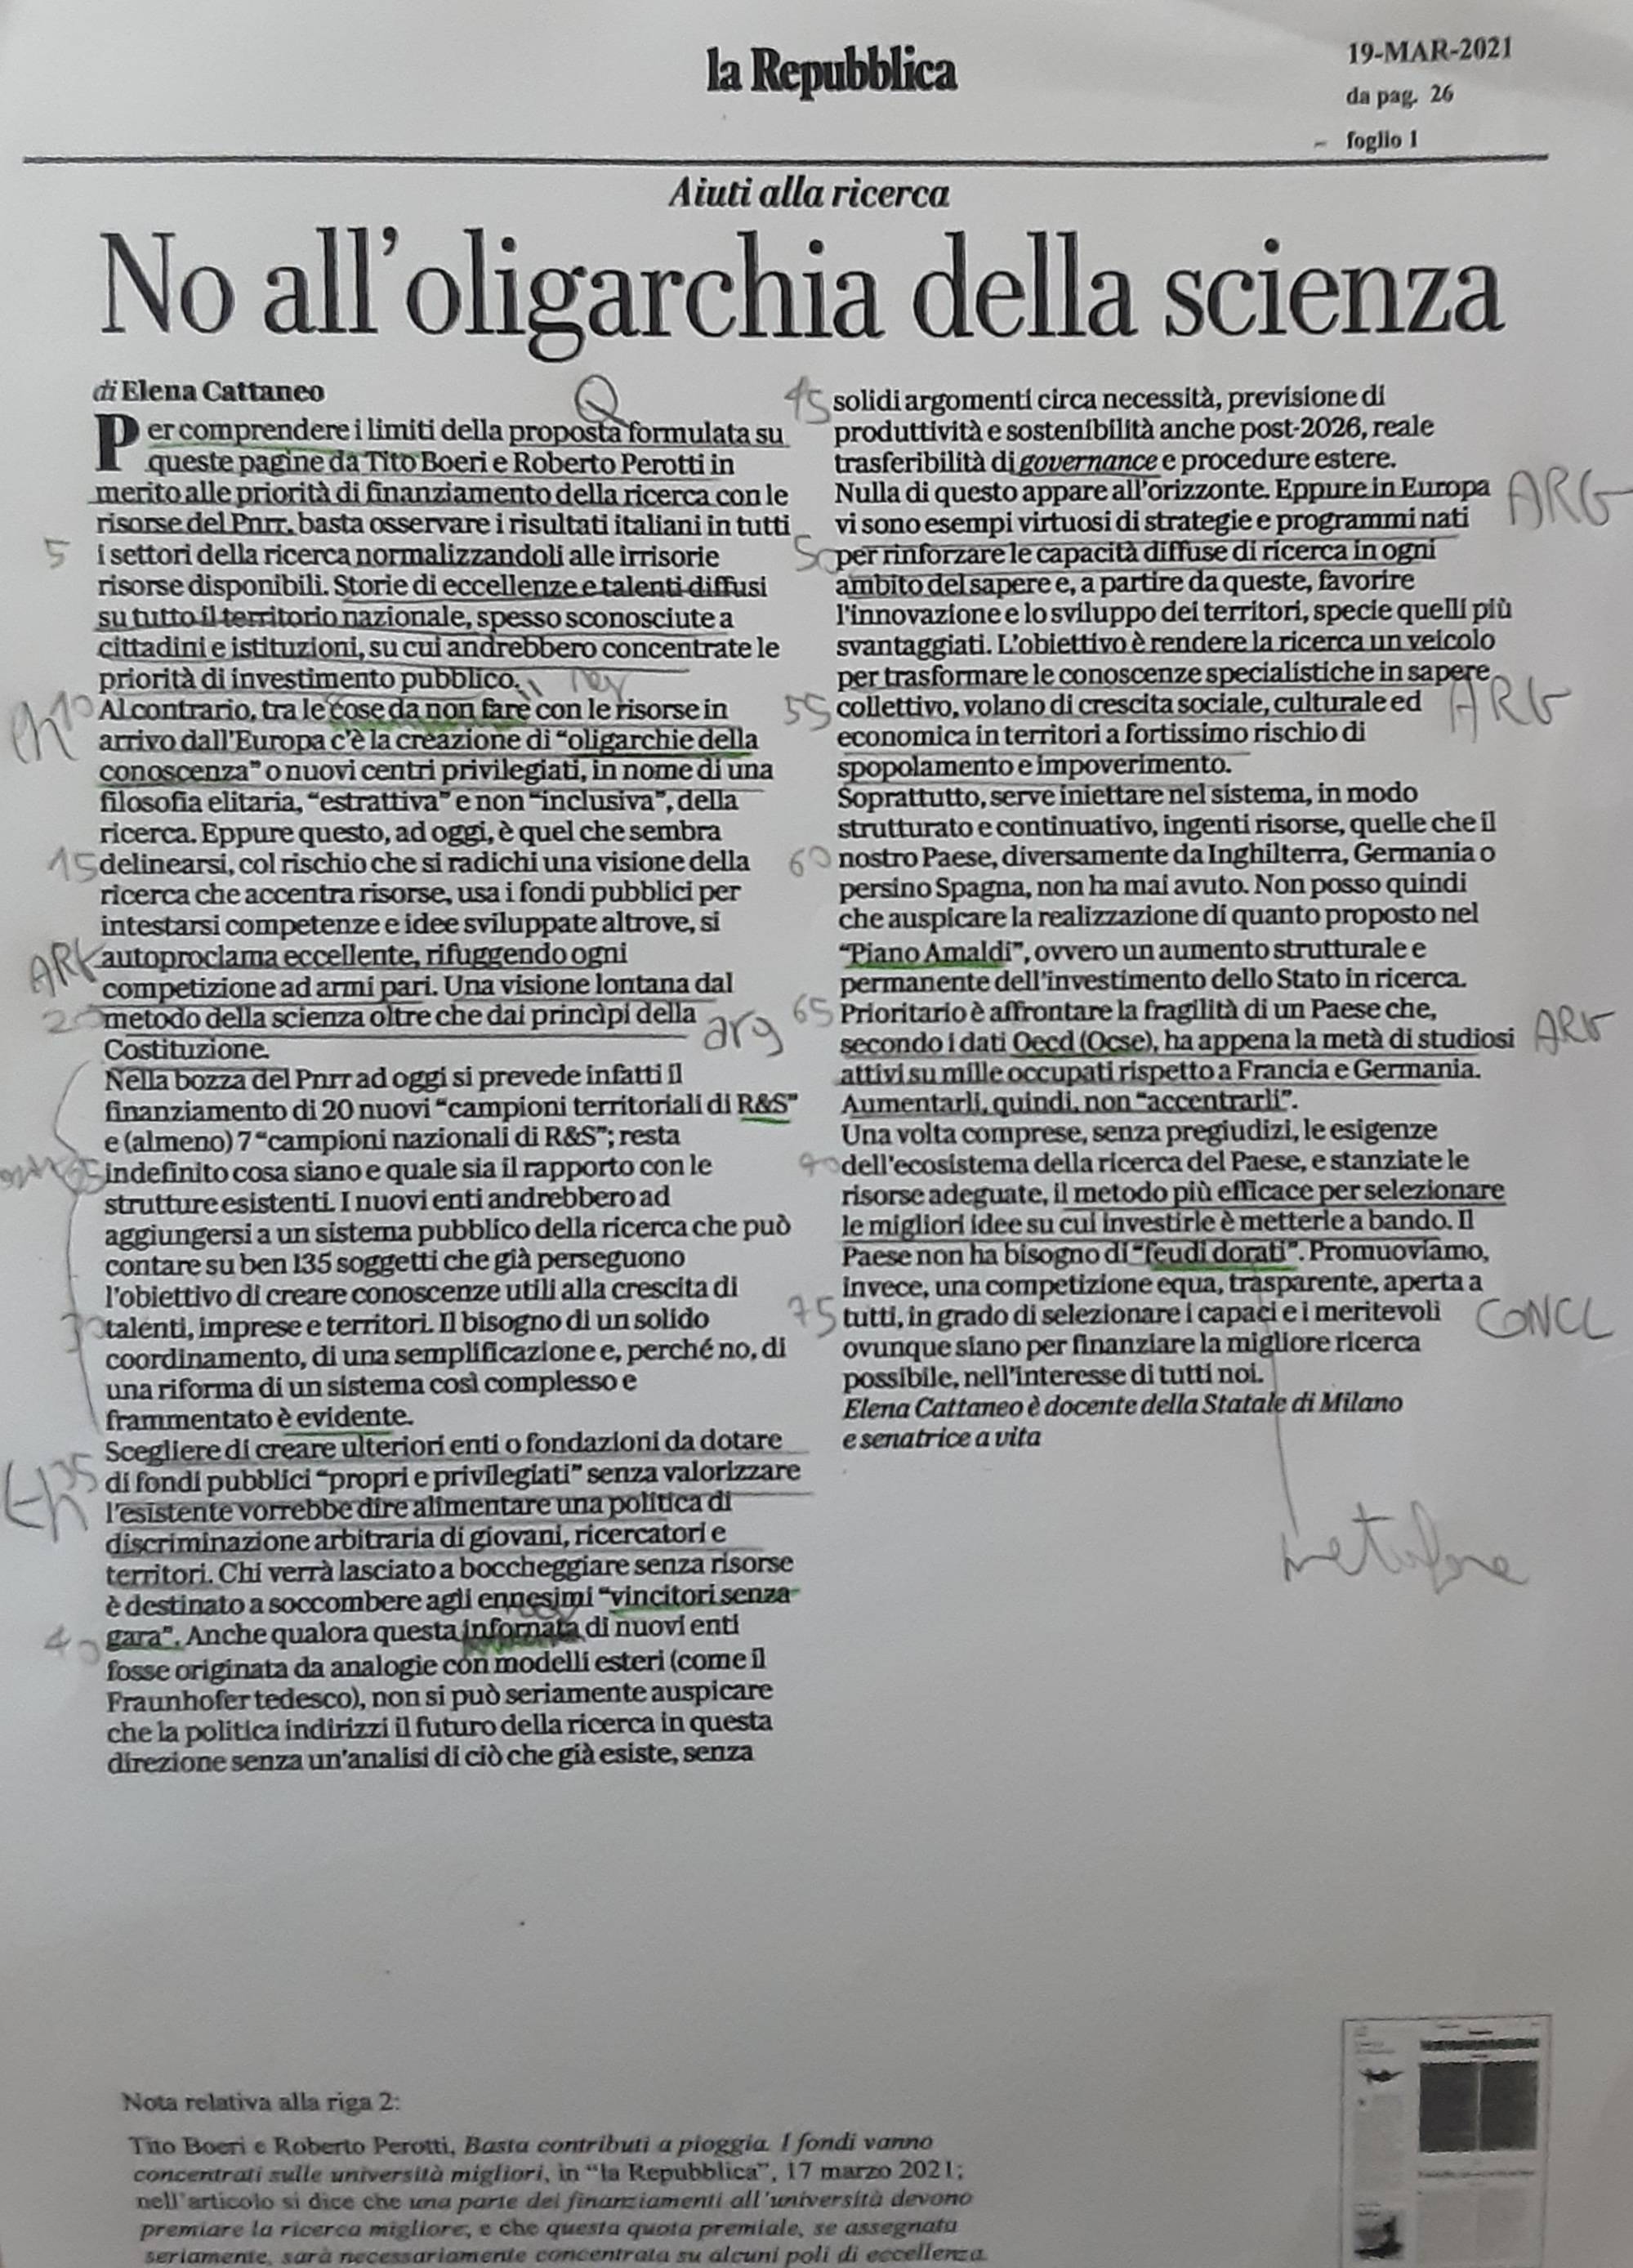 la Repubblica
19-MAR-2021
da pag. 26
foglio 1
Aiuti alla ricerca
No all'oligarchia della scienza
di Elena Cattaneo
Q
Per comprendere i limiti della proposta formulata su
queste pagine da Tito Boeri e Roberto Perotti in
merito alle priorità di finanziamento della ricerca con le
risorse del Pnrr, basta osservare i risultati italiani in tutti
5 i settori della ricerca normalizzandoli alle irrisorie
risorse disponibili. Storie di eccellenze e talenti diffusi
su tutto il territorio nazionale, spesso sconosciute a
cittadini e istituzioni, su cui andrebbero concentrate le
priorità di investimento pubblico.
10 Al contrario, tra le cose da non fare con le risorse in
arrivo dall'Europa c'è la creazione di "oligarchie della
conoscenza" o nuovi centri privilegiati, in nome di una
filosofia elitaria, "estrattiva" e non "inclusiva", della
ricerca. Eppure questo, ad oggi, è quel che sembra
15 delinearsi, col rischio che si radichi una visione della
ricerca che accentra risorse, usa i fondi pubblici per
intestarsi competenze e idee sviluppate altrove, si
autoproclama eccellente, rifuggendo ogni
competizione ad armi pari. Una visione lontana dal
20 metodo della scienza oltre che dai princìpi della arg
Costituzione.
Nella bozza del Pnrr ad oggi si prevede infatti il
finanziamento di 20 nuovi "campioni territoriali di R&S"
e (almeno) 7 "campioni nazionali di R&S"; resta
indefinito cosa siano e quale sia il rapporto con le
strutture esistenti. I nuovi enti andrebbero ad
aggiungersi a un sistema pubblico della ricerca che può
contare su ben 135 soggetti che già perseguono
l'obiettivo di creare conoscenze utili alla crescita di
30 talenti, imprese e territori. Il bisogno di un solido
coordinamento, di una semplificazione e, perché no, di
una riforma di un sistema così complesso e
frammentato è evidente.
Scegliere di creare ulteriori enti o fondazioni da dotare
35 di fondi pubblici "propri e privilegiati" senza valorizzare
l'esistente vorrebbe dire alimentare una politica di
discriminazione arbitraria di giovani, ricercatori e
territori. Chi verrà lasciato a boccheggiare senza risorse
è destinato a soccombere agli ennesimi "vincitori senza
40 gara". Anche qualora questa infornata di nuovi enti
fosse originata da analogie con modelli esteri (come il
Fraunhofer tedesco), non si può seriamente auspicare
che la politica indirizzi il futuro della ricerca in questa
direzione senza un'analisi di ciò che già esiste, senza
45 solidi argomenti circa necessità, previsione di
produttività e sostenibilità anche post-2026, reale
trasferibilità di governance e procedure estere.
Nulla di questo appare all'orizzonte. Eppure in Europa ARG
vi sono esempi virtuosi di strategie e programmi nati
50 per rinforzare le capacità diffuse di ricerca in ogni
ambito del sapere e, a partire da queste, favorire
l'innovazione e lo sviluppo dei territori, specie quelli più
svantaggiati. L'obiettivo è rendere la ricerca un veicolo
per trasformare le conoscenze specialistiche in sapere
55 collettivo, volano di crescita sociale, culturale ed ARG
economica in territori a fortissimo rischio di
spopolamento e impoverimento.
Soprattutto, serve iniettare nel sistema, in modo
strutturato e continuativo, ingenti risorse, quelle che il
60 nostro Paese, diversamente da Inghilterra, Germania o
persino Spagna, non ha mai avuto. Non posso quindi
che auspicare la realizzazione di quanto proposto nel
"Piano Amaldi", ovvero un aumento strutturale e
permanente dell'investimento dello Stato in ricerca.
65 Prioritario è affrontare la fragilità di un Paese che,
secondo i dati Oecd (Ocse), ha appena la metà di studiosi ARG
attivi su mille occupati rispetto a Francia e Germania.
Aumentarli, quindi, non "accentrarli".
Una volta comprese, senza pregiudizi, le esigenze
dell'ecosistema della ricerca del Paese, e stanziate le
risorse adeguate, il metodo più efficace per selezionare
le migliori idee su cui investirle è metterle a bando. Il
Paese non ha bisogno di "feudi dorati". Promuoviamo,
invece, una competizione equa, trasparente, aperta a
75 tutti, in grado di selezionare i capaci e i meritevoli CONCL
ovunque siano per finanziare la migliore ricerca
possibile, nell'interesse di tutti noi.
Elena Cattaneo è docente della Statale di Milano
e senatrice a vita
metafore
Nota relativa alla riga 2:
Tito Boeri e Roberto Perotti, Basta contributi a pioggia. I fondi vanno
concentrati sulle università migliori, in "la Repubblica", 17 marzo 2021;
nell'articolo si dice che una parte dei finanziamenti all'università devono
premiare la ricerca migliore, e che questa quota premiale, se assegnata
seriamente, sarà necessariamente concentrata su alcuni poli di eccellenza.